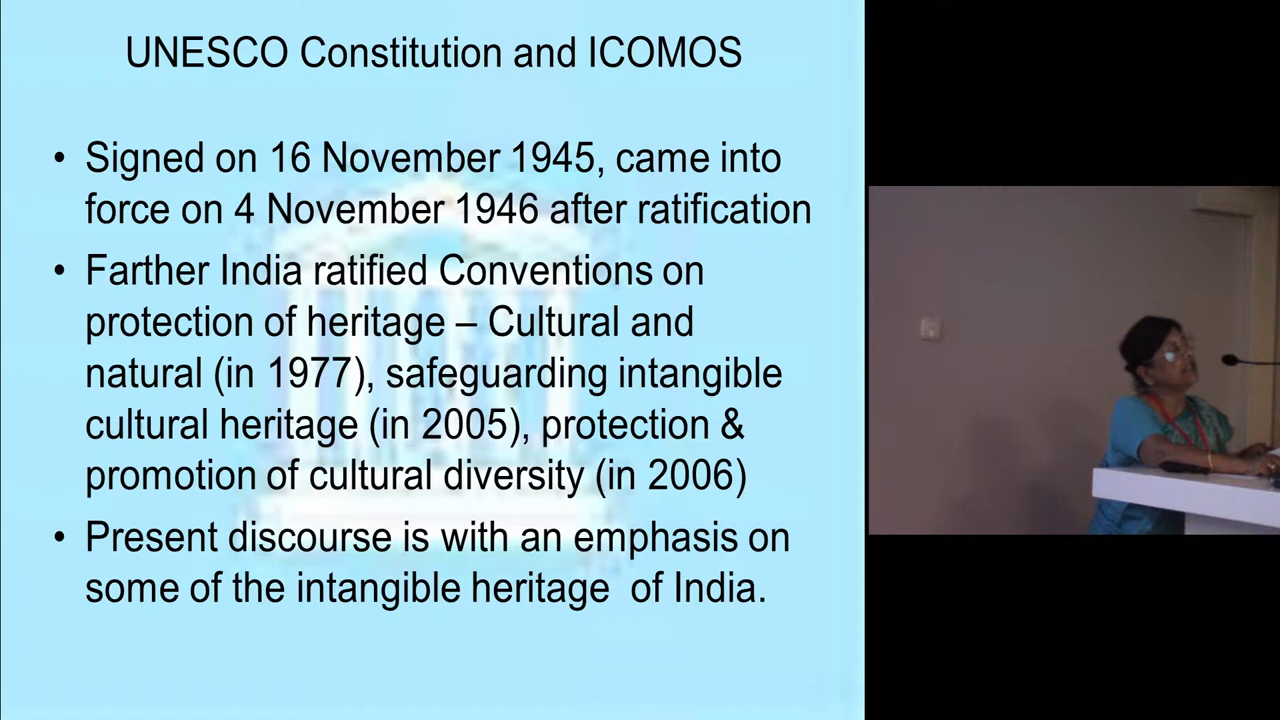 UNESCO Constitution and ICOMOS
• Signed on 16 November 1945, came into
force on 4 November 1946 after ratification
• Farther India ratified Conventions on
protection of heritage – Cultural and
natural (in 1977), safeguarding intangible
cultural heritage (in 2005), protection &
promotion of cultural diversity (in 2006)
• Present discourse is with an emphasis on
some of the intangible heritage of India.